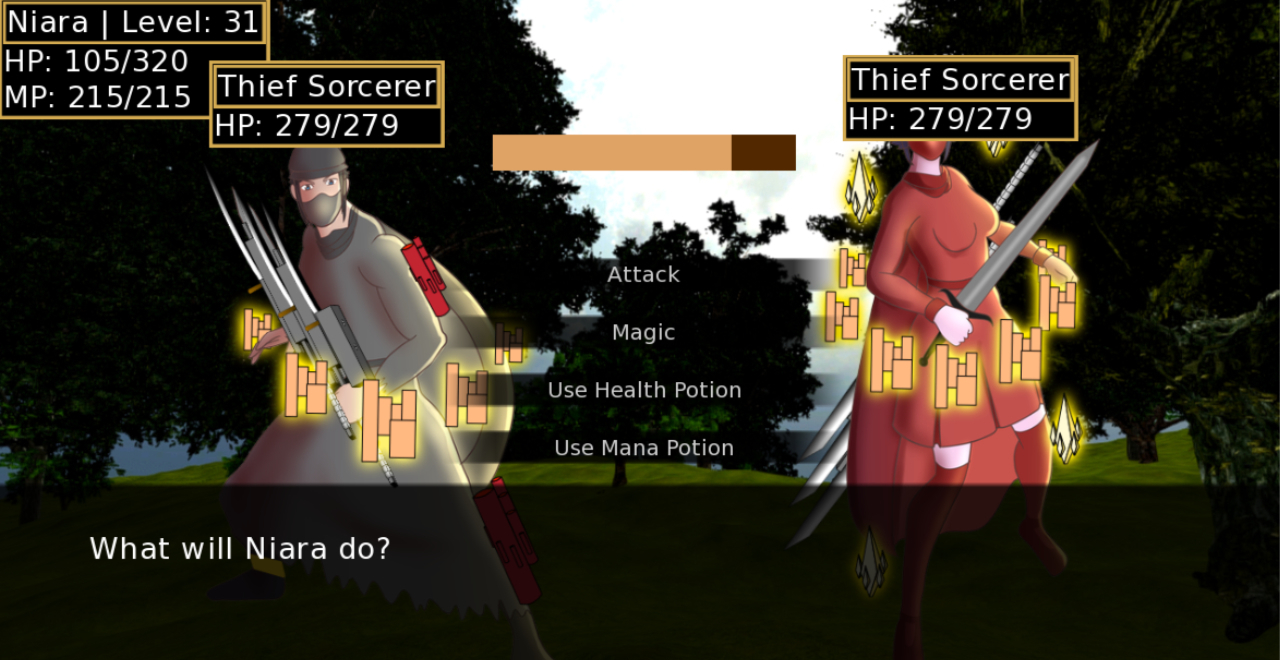 Niara | Level: 31
HP: 105/320
MP: 215/215
Thief Sorcerer
HP: 279/279
Thief Sorcerer
HP: 279/279
Attack
Magic
Use Health Potion
Use Mana Potion
What will Niara do?